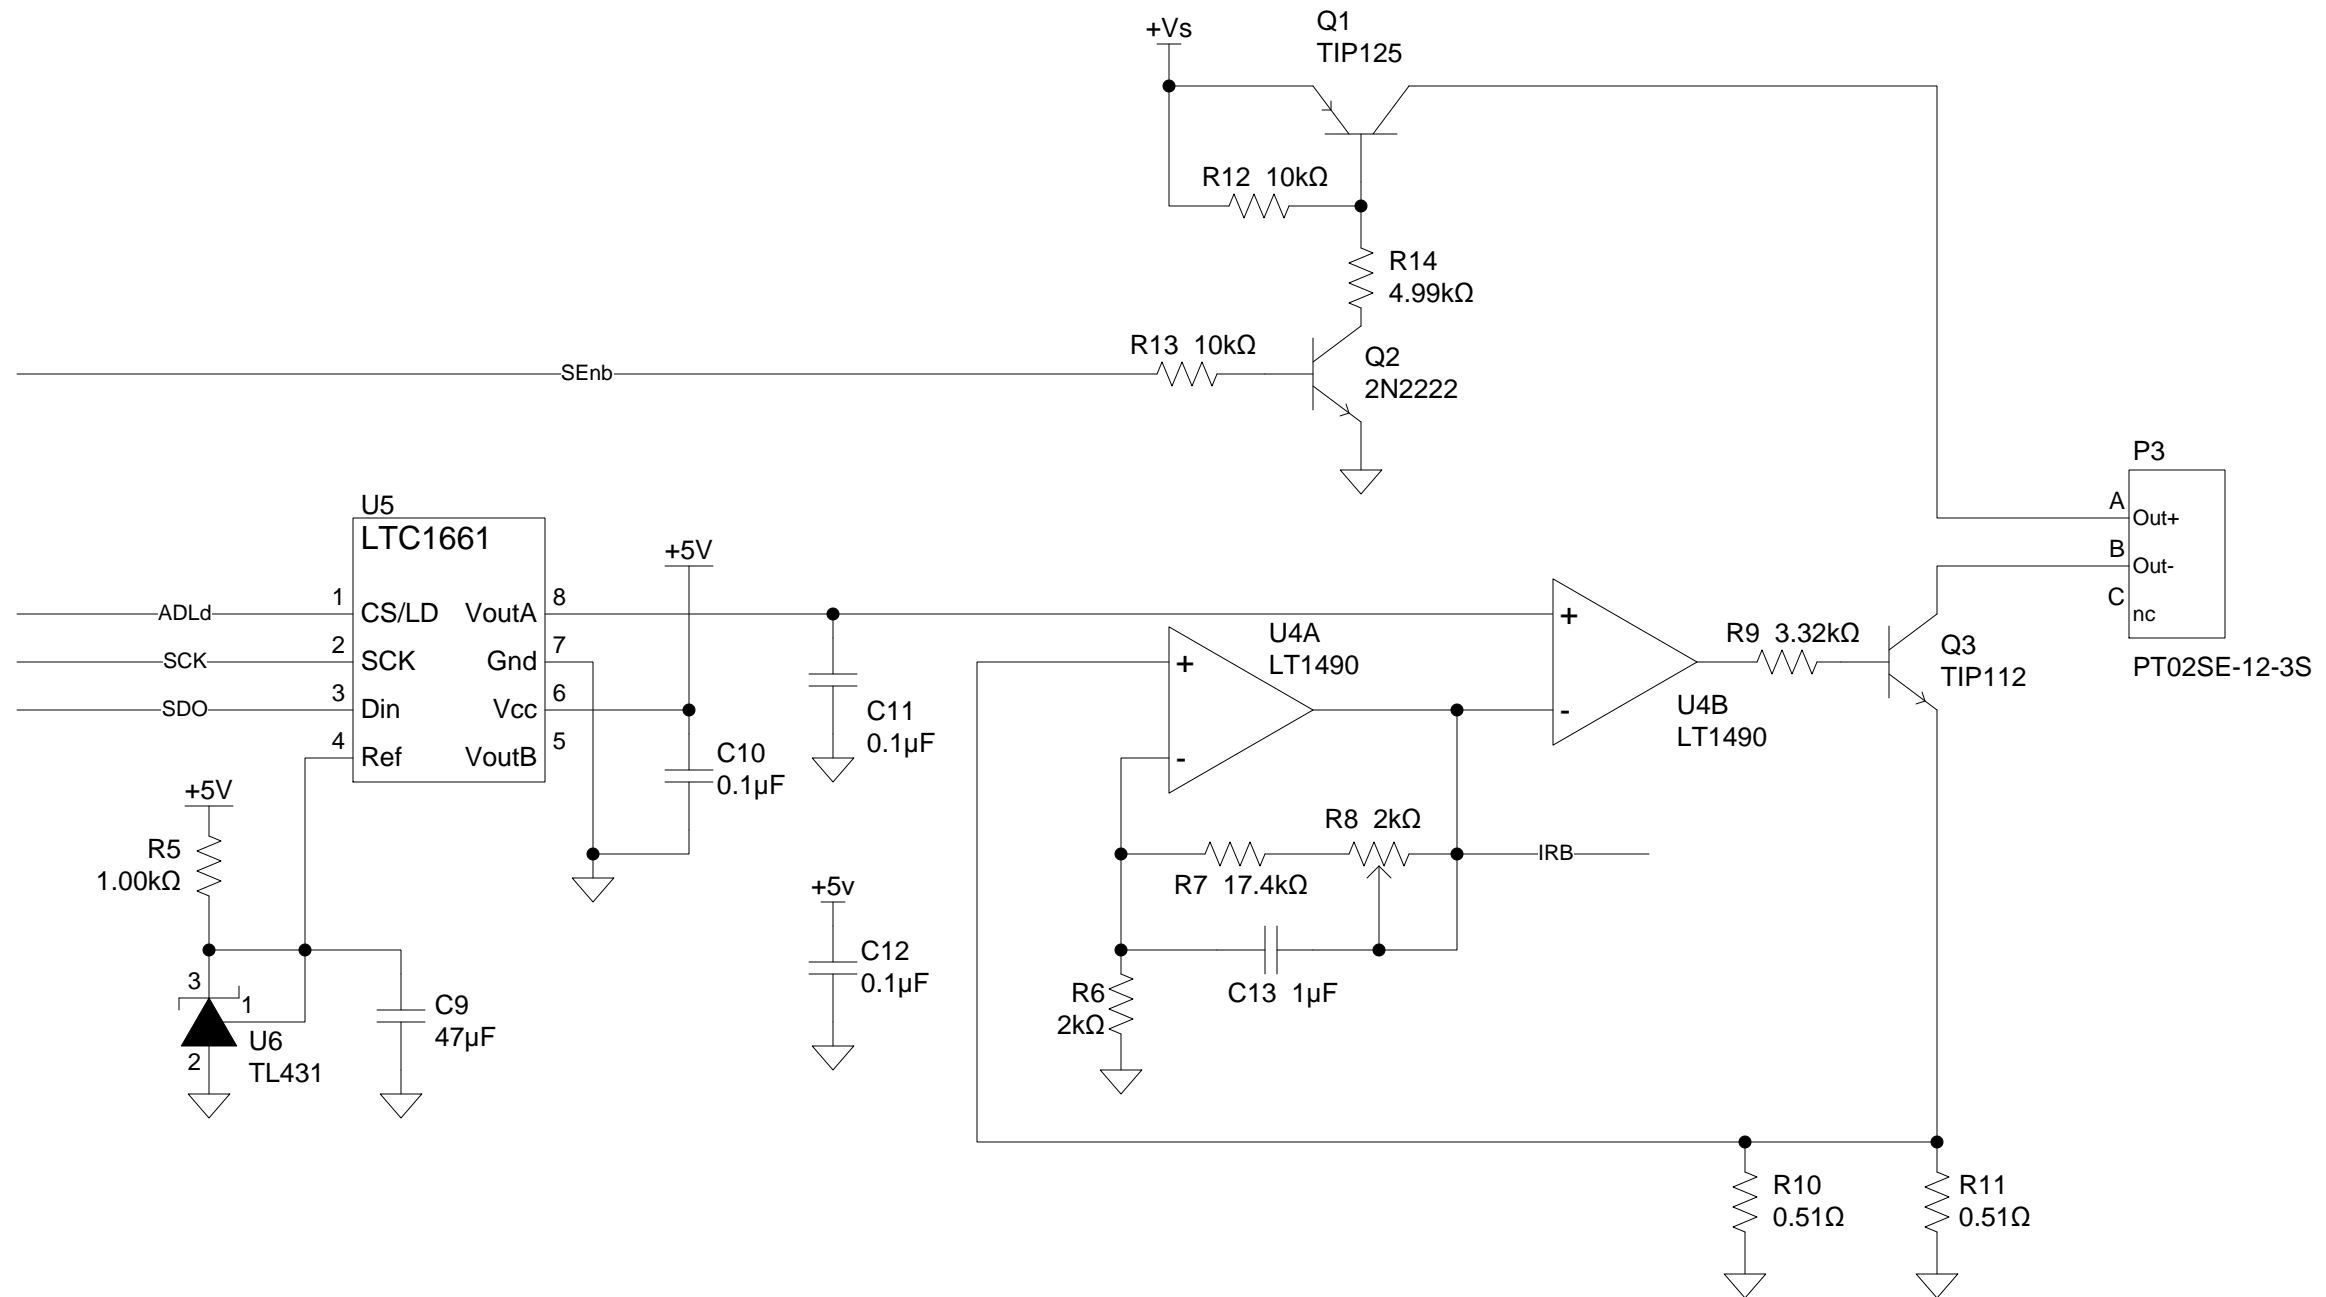 +Vs
Q1
TIP125
R12 10kΩ
R14
4.99kΩ
R13 10kΩ
SEnb
Q2
2N2222
P3
A
Out+
B
Out-
C
nc
PT02SE-12-3S
U5
LTC1661
+5V
ADLd
1
CS/LD
VoutA
8
SCK
2
SCK
Gnd
7
SDO
3
Din
Vcc
6
4
Ref
VoutB
5
C10
0.1µF
C11
0.1µF
U4A
LT1490
+
-
+
-
U4B
LT1490
R9 3.32kΩ
Q3
TIP112
+5V
R5
1.00kΩ
R8 2kΩ
IRB
R7 17.4kΩ
+5v
C12
0.1µF
C13 1µF
R6
2kΩ
3
1
2
U6
TL431
C9
47µF
R10
0.51Ω
R11
0.51Ω